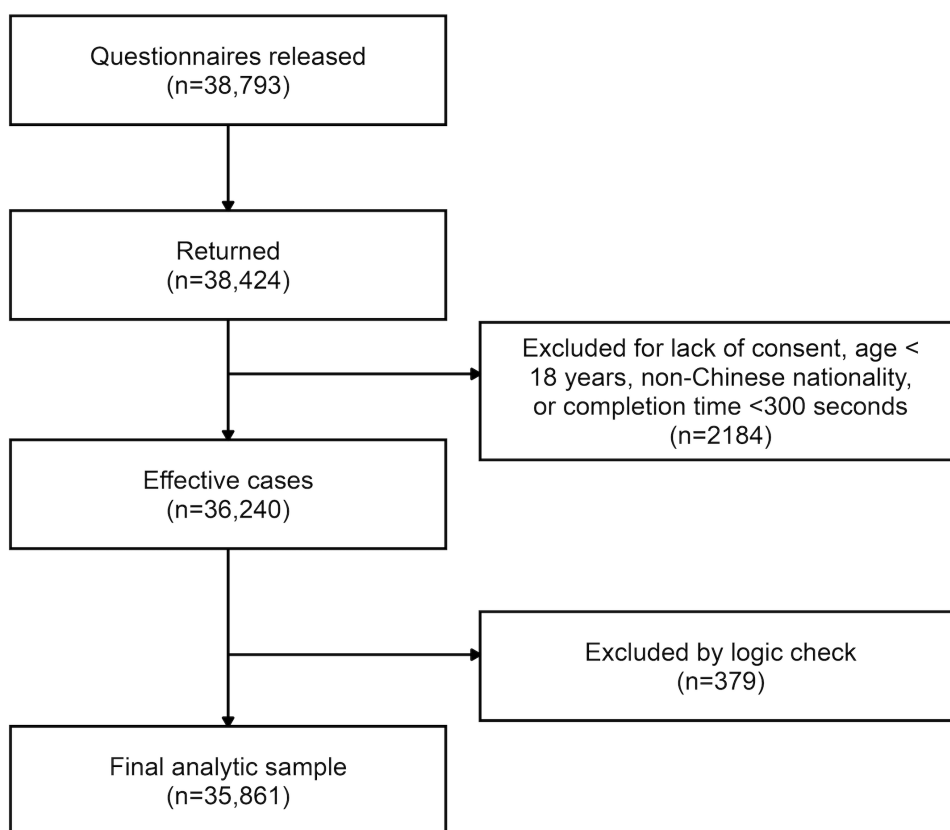 Questionnaires released
(n=38,793)
Returned
(n=38,424)
Excluded for lack of consent, age <
18 years, non-Chinese nationality,
or completion time <300 seconds
(n=2184)
Effective cases
(n=36,240)
Excluded by logic check
(n=379)
Final analytic sample
(n=35,861)